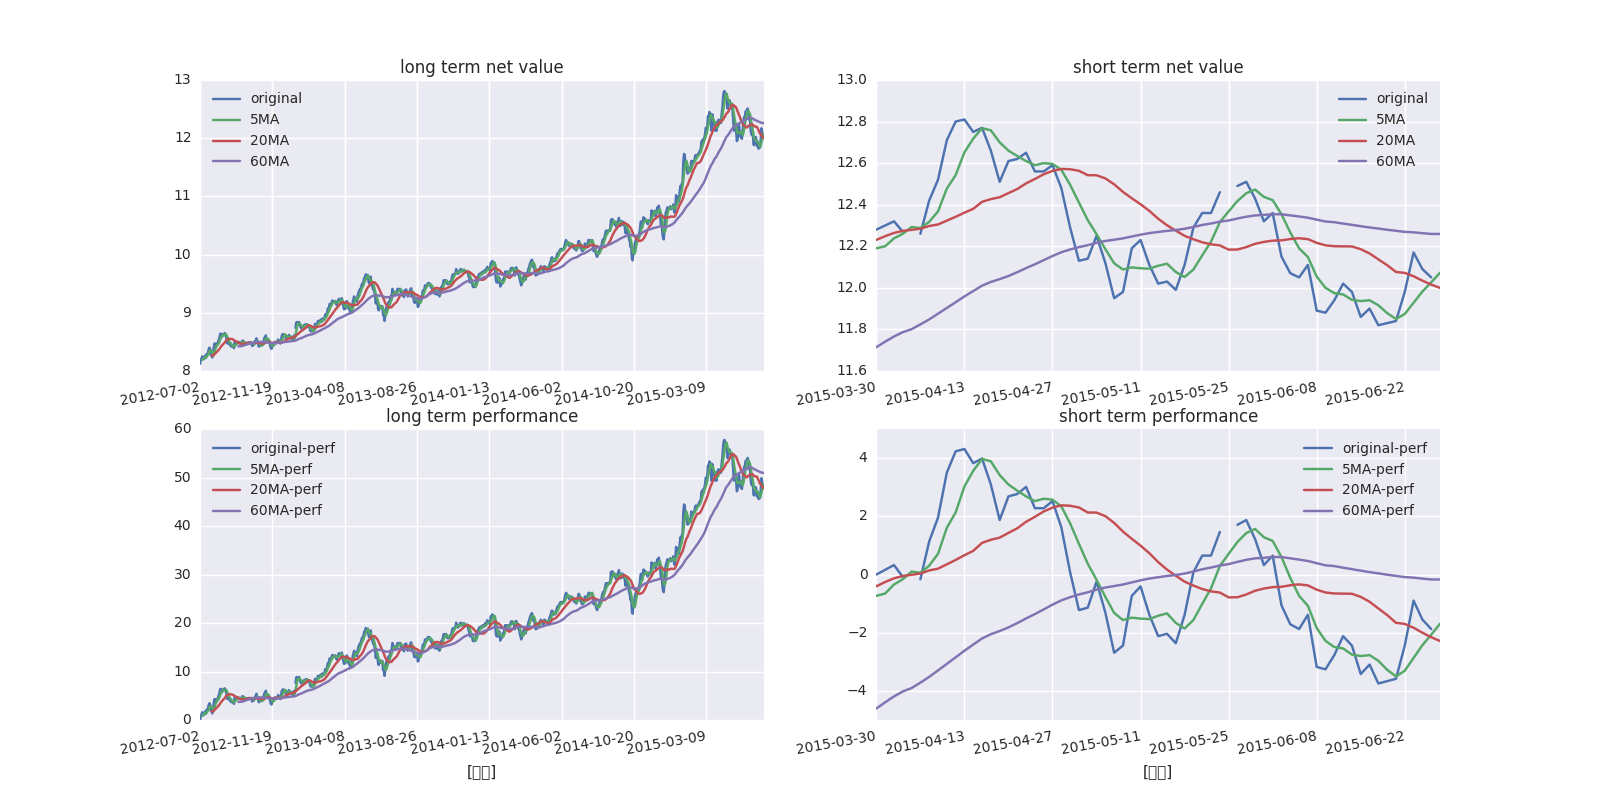 long term net value
13
12
11
10
9
8
original
5MA
20MA
60MA
2012-07-02 2012-11-19 2013-04-08 2013-08-26 2014-01-13 2014-06-02 2014-10-20 2015-03-09
short term net value
13.0
12.8
12.6
12.4
12.2
12.0
11.8
11.6
original
5MA
20MA
60MA
2015-03-30 2015-04-13 2015-04-27 2015-05-11 2015-05-25 2015-06-08 2015-06-22
long term performance
60
50
40
30
20
10
0
original-perf
5MA-perf
20MA-perf
60MA-perf
2012-07-02 2012-11-19 2013-04-08 2013-08-26 2014-01-13 2014-06-02 2014-10-20 2015-03-09
[▯▯]
short term performance
4
2
0
−2
−4
original-perf
5MA-perf
20MA-perf
60MA-perf
2015-03-30 2015-04-13 2015-04-27 2015-05-11 2015-05-25 2015-06-08 2015-06-22
[▯▯]